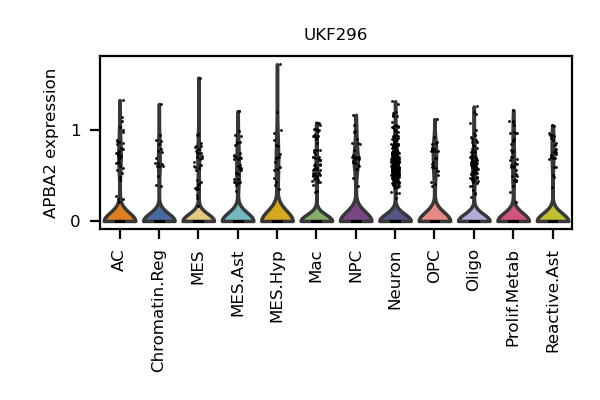 UKF296
APBA2 expression
1
0
AC
Chromatin.Reg
MES
MES.Ast
MES.Hyp
Mac
NPC
Neuron
OPC
Oligo
Prolif.Metab
Reactive.Ast